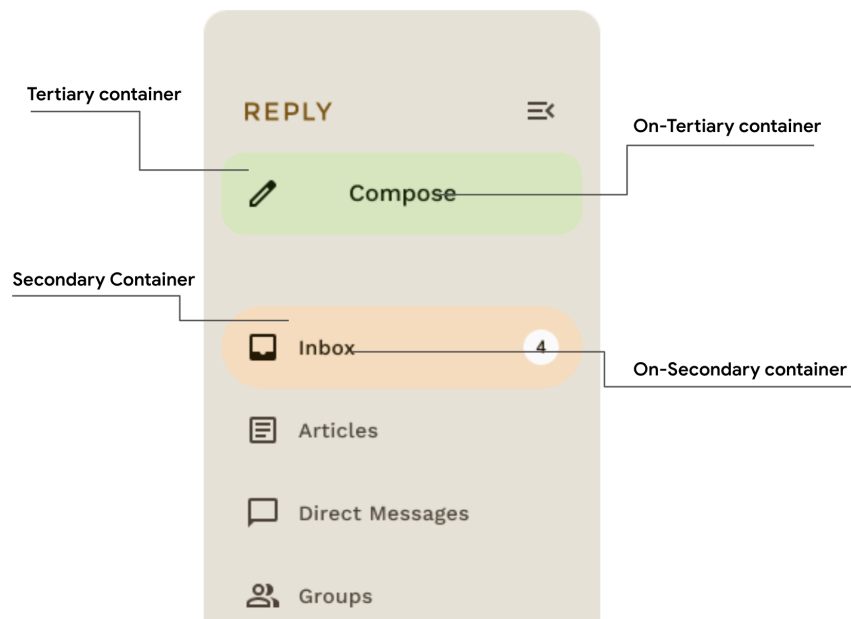 Tertiary container
REPLY
On-Tertiary container
Compose
Secondary Container
Inbox
4
On-Secondary container
Articles
Direct Messages
Groups